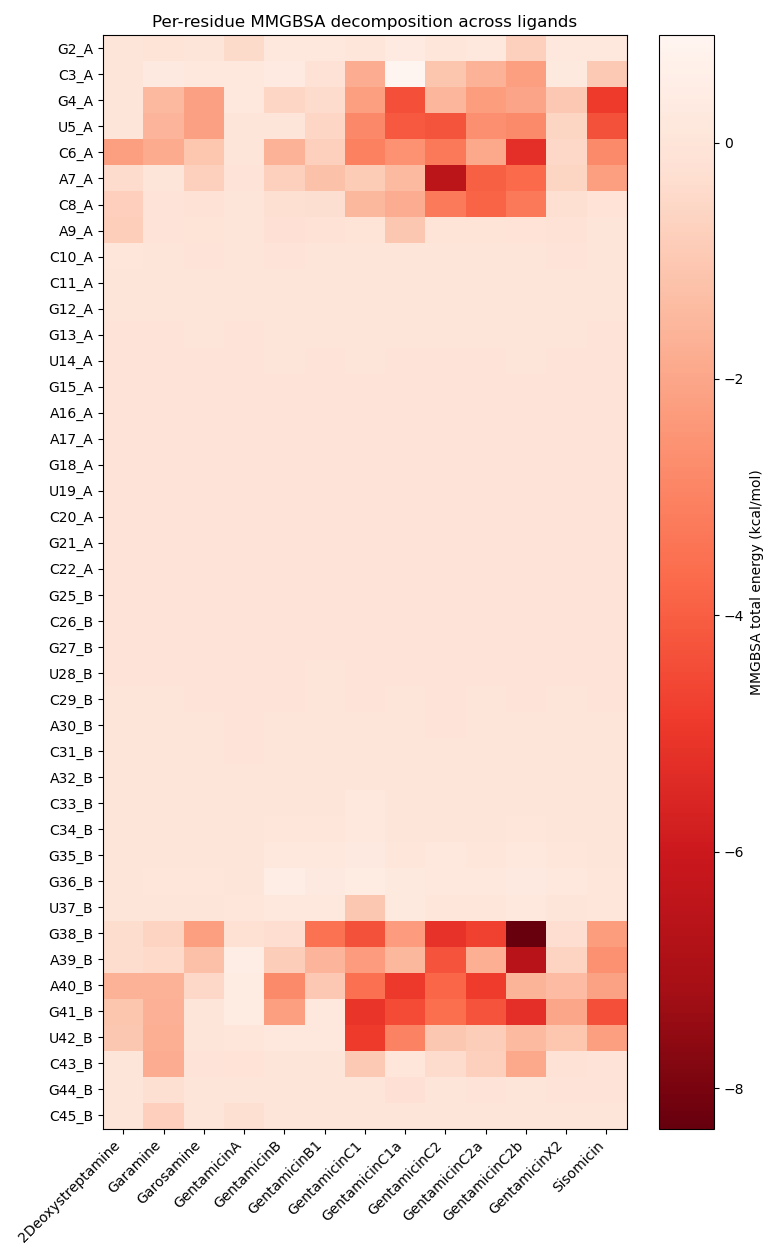 Per-residue MMGBSA decomposition across ligands
G2_A
C3_A
G4_A
U5_A
C6_A
A7_A
C8_A
A9_A
C10_A
C11_A
G12_A
G13_A
U14_A
G15_A
A16_A
A17_A
G18_A
U19_A
C20_A
G21_A
C22_A
G25_B
C26_B
G27_B
U28_B
C29_B
A30_B
C31_B
A32_B
C33_B
C34_B
G35_B
G36_B
U37_B
G38_B
A39_B
A40_B
G41_B
U42_B
C43_B
G44_B
C45_B
2Deoxystreptamine
Garamine
Garosamine
GentamicinA
GentamicinB
GentamicinB1
GentamicinC1
GentamicinC1a
GentamicinC2
GentamicinC2a
GentamicinC2b
GentamicinX2
Sisomicin
0
−2
−4
−6
−8
MMGBSA total energy (kcal/mol)